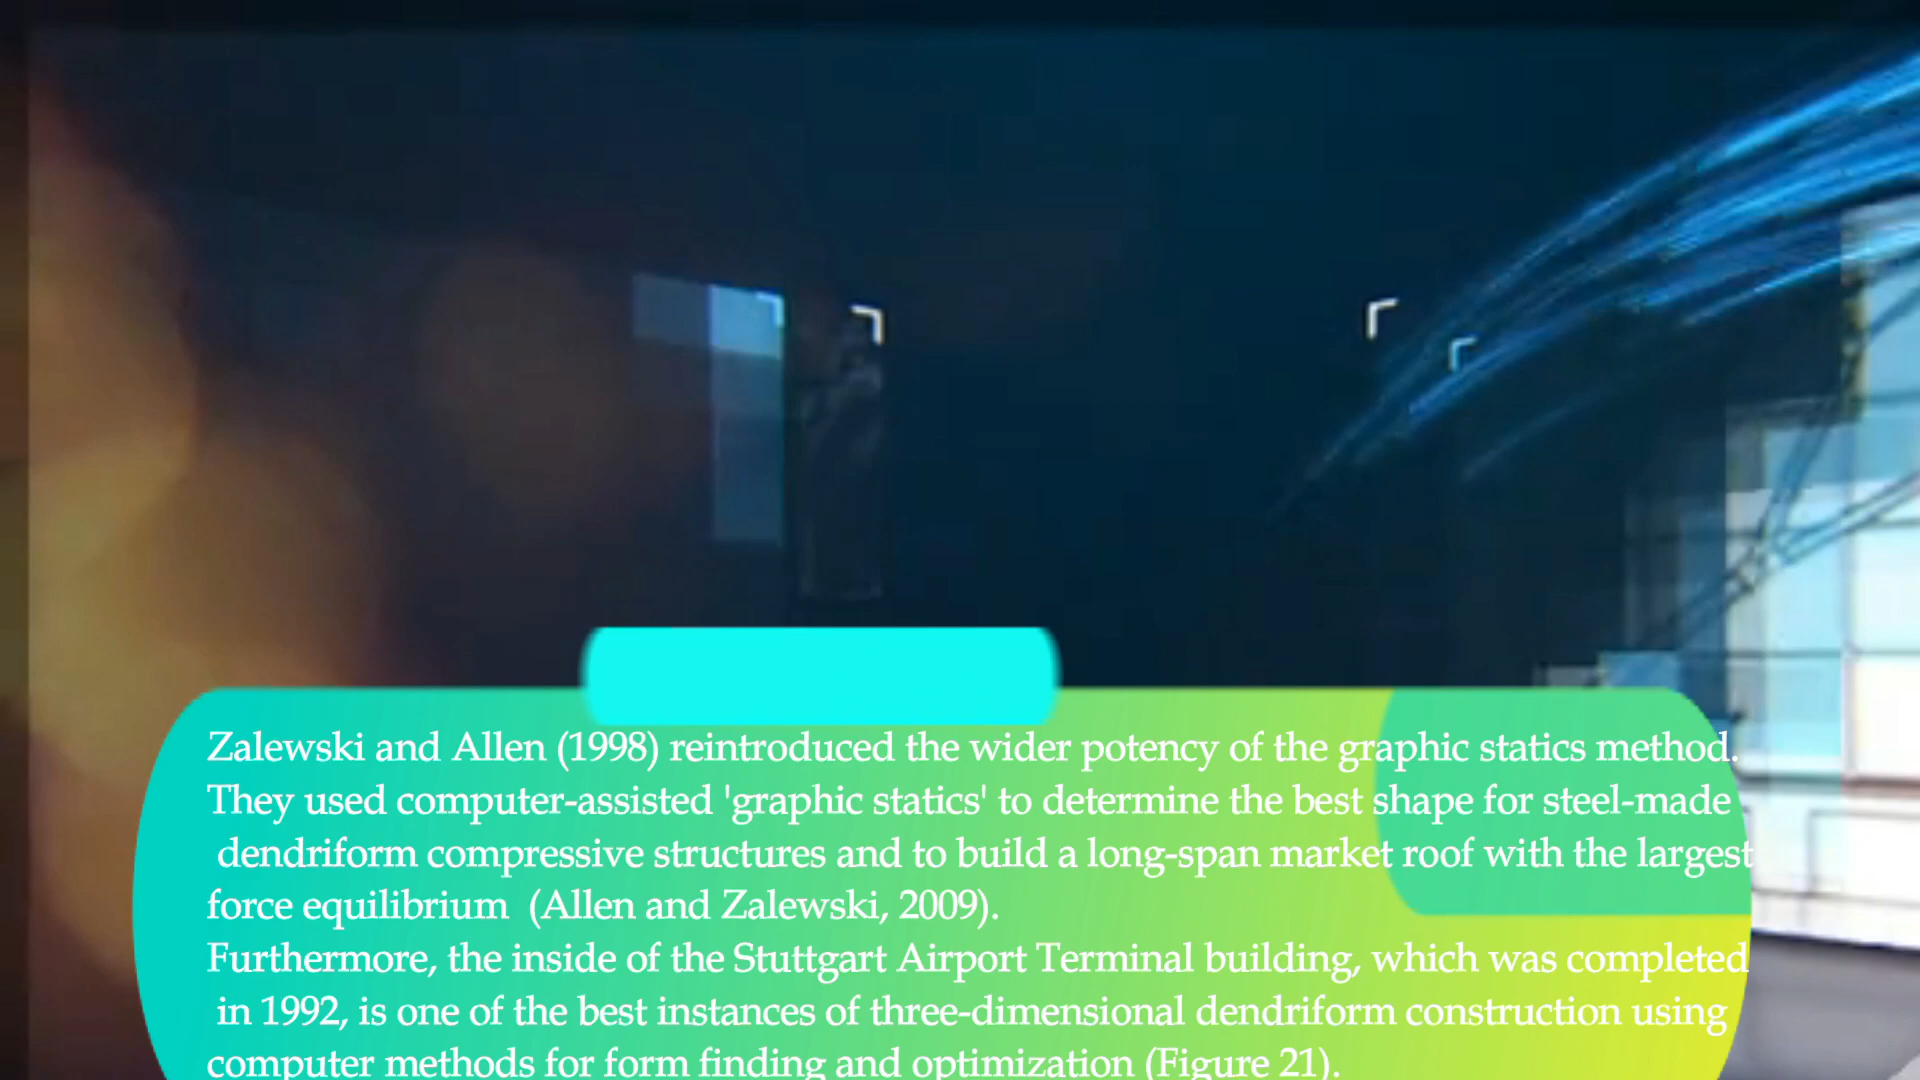 Zalewski and Allen (1998) reintroduced the wider potency of the graphic statics method.
They used computer-assisted 'graphic statics' to determine the best shape for steel-made
dendriform compressive structures and to build a long-span market roof with the largest
force equilibrium (Allen and Zalewski, 2009).
Furthermore, the inside of the Stuttgart Airport Terminal building, which was completed
in 1992, is one of the best instances of three-dimensional dendriform construction using
computer methods for form finding and optimization (Figure 21).